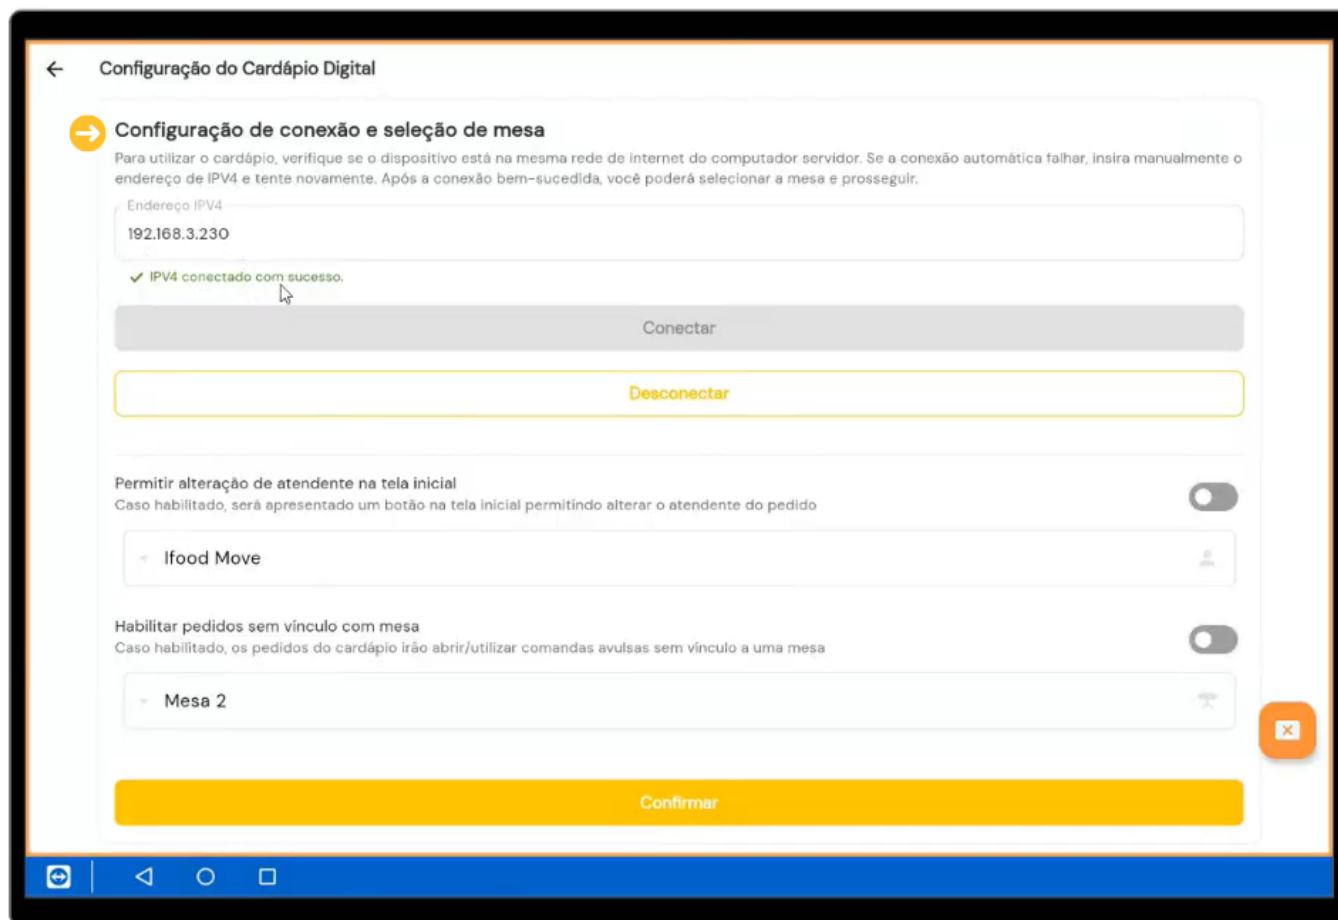 Configuração do Cardápio Digital
Configuração de conexão e seleção de mesa
Para utilizar o cardápio, verifique se o dispositivo está na mesma rede de internet do computador servidor. Se a conexão automática falhar, insira manualmente o
endereço de IPV4 e tente novamente. Após a conexão bem-sucedida, você poderá selecionar a mesa e prosseguir.
Endereço IPV4
192.168.3.230
IPV4 conectado com sucesso.
Conectar
Desconectar
Permitir alteração de atendente na tela inicial
Caso habilitado, será apresentado um botão na tela inicial permitindo alterar o atendente do pedido
Ifood Move
Habilitar pedidos sem vínculo com mesa
Caso habilitado, os pedidos do cardápio irão abrir/utilizar comandas avulsas sem vínculo a uma mesa
Mesa 2
Confirmar